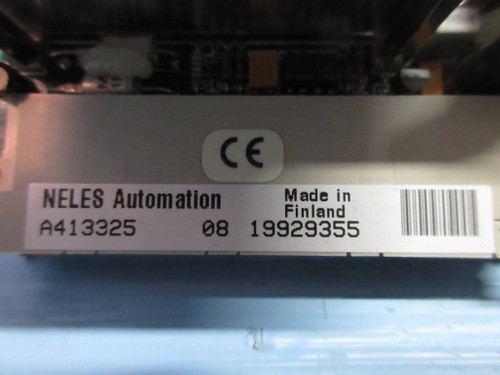 CE
NELES Automation Made in
Finland
A413325 08 19929355